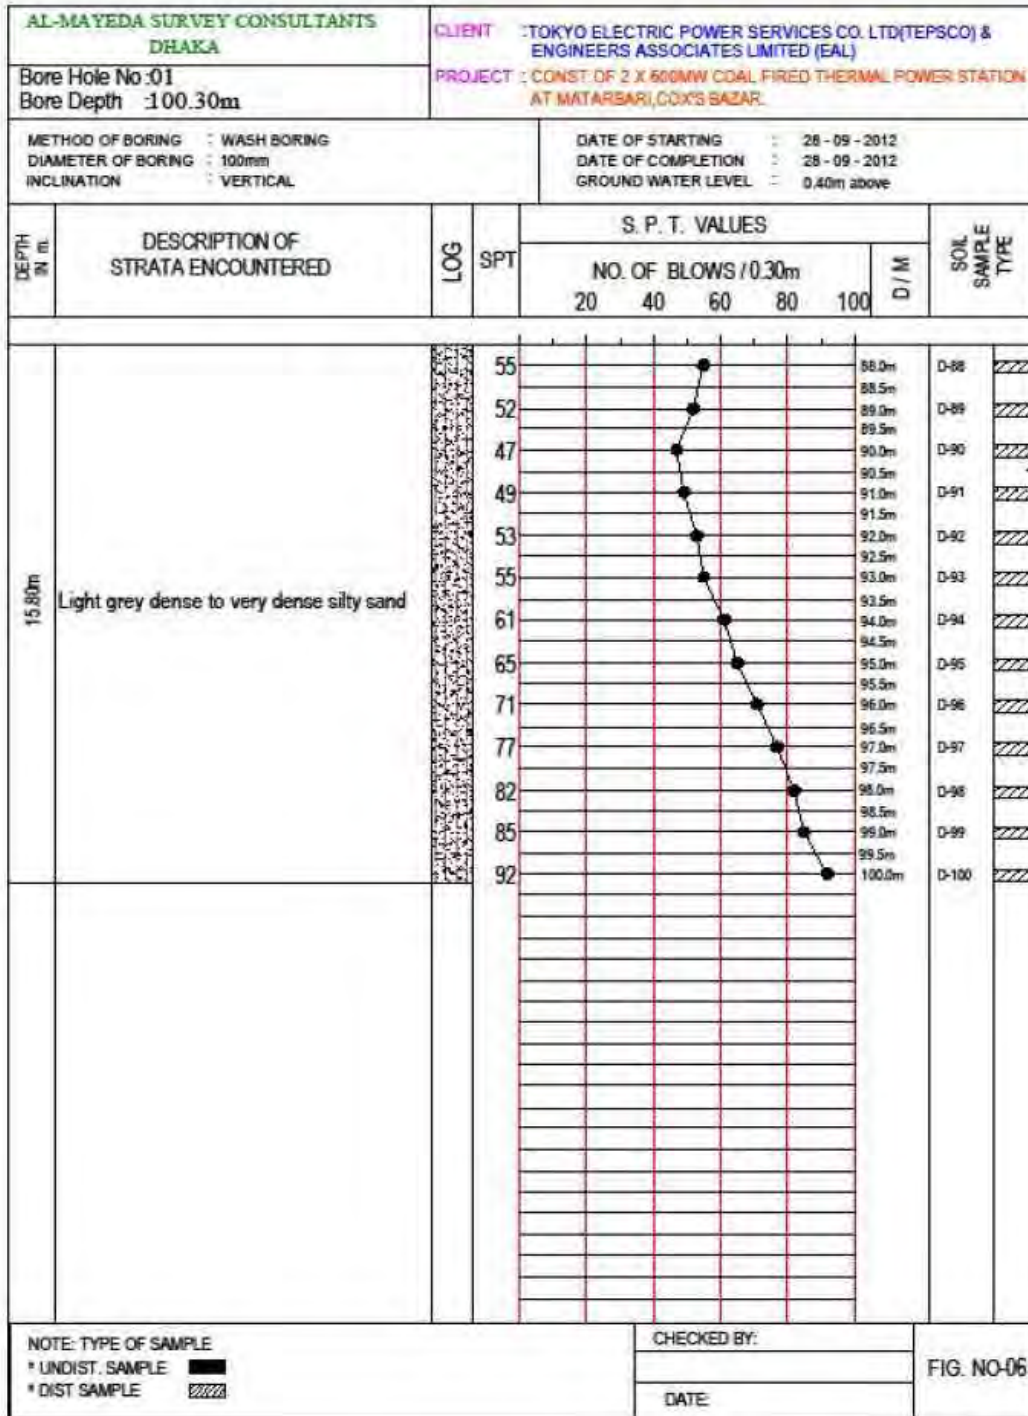 AL-MAYEDA SURVEY CONSULTANTS
DHAKA
CLIENT :TOKYO ELECTRIC POWER SERVICES CO. LTD(TEPSCO) &
ENGINEERS ASSOCIATES LIMITED (EAL)
Bore Hole No :01
Bore Depth :100.30m
PROJECT : CONST OF 2 X 600MW COAL FIRED THERMAL POWER STATION
AT MATARBARI,COX'S BAZAR.
METHOD OF BORING : WASH BORING
DIAMETER OF BORING : 100mm
INCLINATION : VERTICAL
DATE OF STARTING : 28 - 09 - 2012
DATE OF COMPLETION : 28 - 09 - 2012
GROUND WATER LEVEL : 0.40m above
DEPTH
IN m.
DESCRIPTION OF
STRATA ENCOUNTERED
LOG
SPT
S. P. T. VALUES
NO. OF BLOWS / 0.30m
20 40 60 80 100
D / M
SOIL
SAMPLE
TYPE
15.80m
Light grey dense to very dense silty sand
55 88.0m D-88
88.5m
52 89.0m D-89
89.5m
47 90.0m D-90
90.5m
49 91.0m D-91
91.5m
53 92.0m D-92
92.5m
55 93.0m D-93
93.5m
61 94.0m D-94
94.5m
65 95.0m D-95
95.5m
71 96.0m D-96
96.5m
77 97.0m D-97
97.5m
82 98.0m D-98
98.5m
85 99.0m D-99
99.5m
92 100.0m D-100
NOTE: TYPE OF SAMPLE
* UNDIST. SAMPLE
* DIST SAMPLE
CHECKED BY:
DATE:
FIG. NO-06